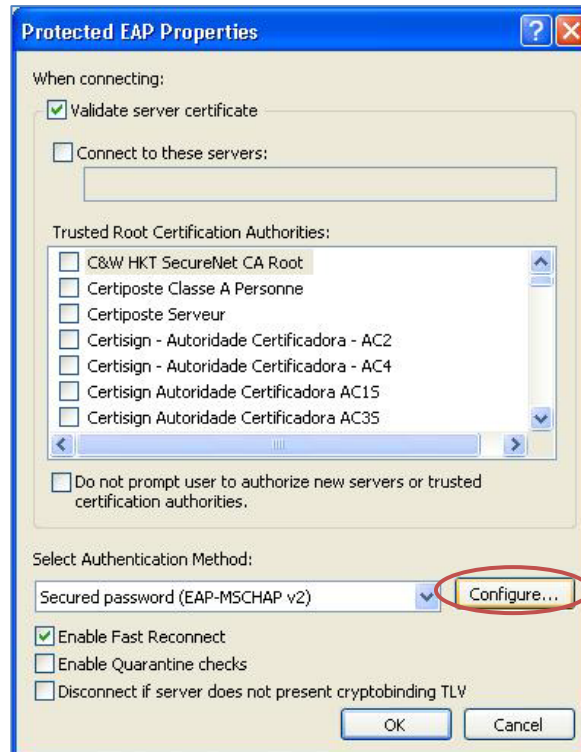 Protected EAP Properties
When connecting:
Validate server certificate
Connect to these servers:
Trusted Root Certification Authorities:
C&W HKT SecureNet CA Root
Certiposte Classe A Personne
Certiposte Serveur
Certisign - Autoridade Certificadora - AC2
Certisign - Autoridade Certificadora - AC4
Certisign Autoridade Certificadora AC1S
Certisign Autoridade Certificadora AC3S
Do not prompt user to authorize new servers or trusted
certification authorities.
Select Authentication Method:
Secured password (EAP-MSCHAP v2)
Configure...
Enable Fast Reconnect
Enable Quarantine checks
Disconnect if server does not present cryptobinding TLV
OK
Cancel